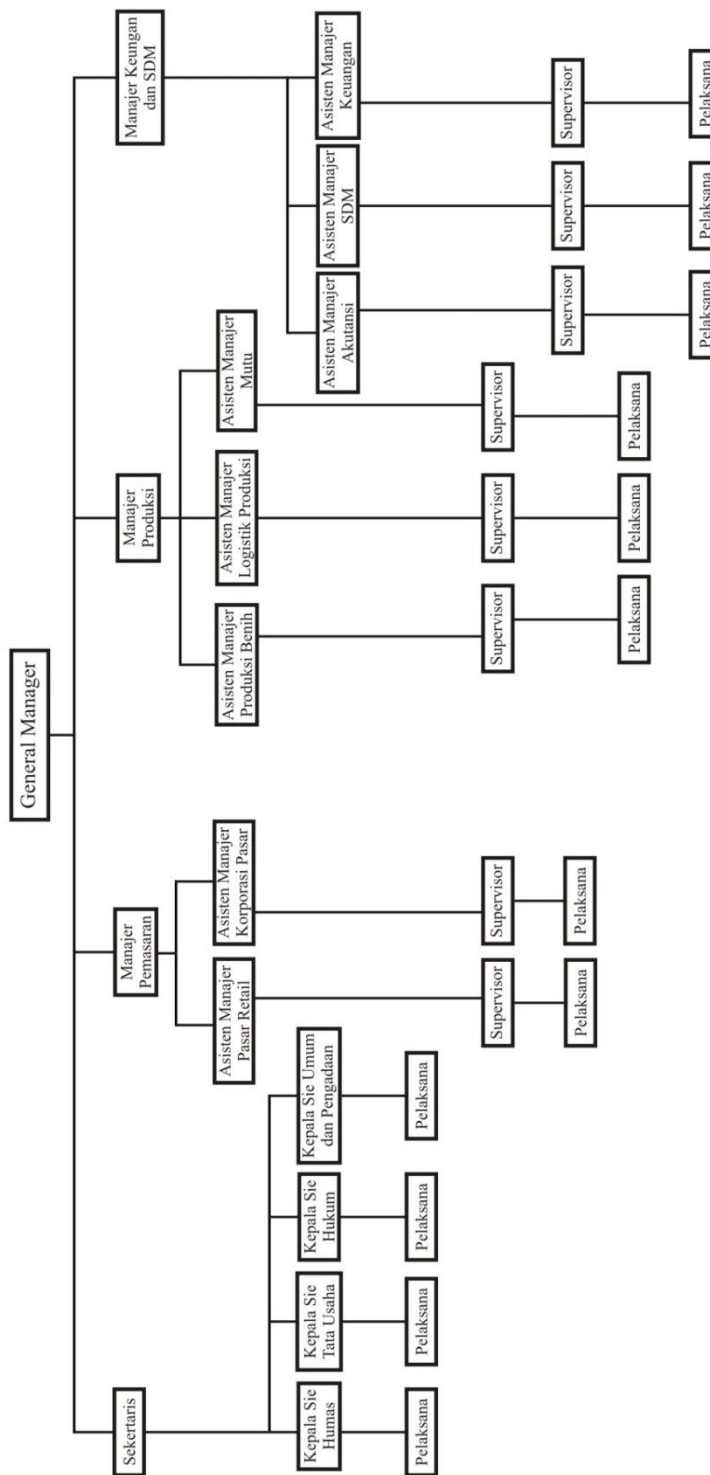 General Manager
Sekertaris
Manajer
Pemasaran
Manajer
Produksi
Manajer Keungan
dan SDM
Kepala Sie
Humas
Kepala Sie
Tata Usaha
Kepala Sie
Hukum
Kepala Sie Umum
dan Pengadaan
Asisten Manajer
Pasar Retail
Asisten Manajer
Korporasi Pasar
Asisten Manajer
Produksi Benih
Asisten Manajer
Logistik Produksi
Asisten Manajer
Mutu
Asisten Manajer
Akutansi
Asisten Manajer
SDM
Asisten Manajer
Keuangan
Pelaksana
Pelaksana
Pelaksana
Pelaksana
Supervisor
Supervisor
Supervisor
Supervisor
Supervisor
Supervisor
Supervisor
Supervisor
Pelaksana
Pelaksana
Pelaksana
Pelaksana
Pelaksana
Pelaksana
Pelaksana
Pelaksana